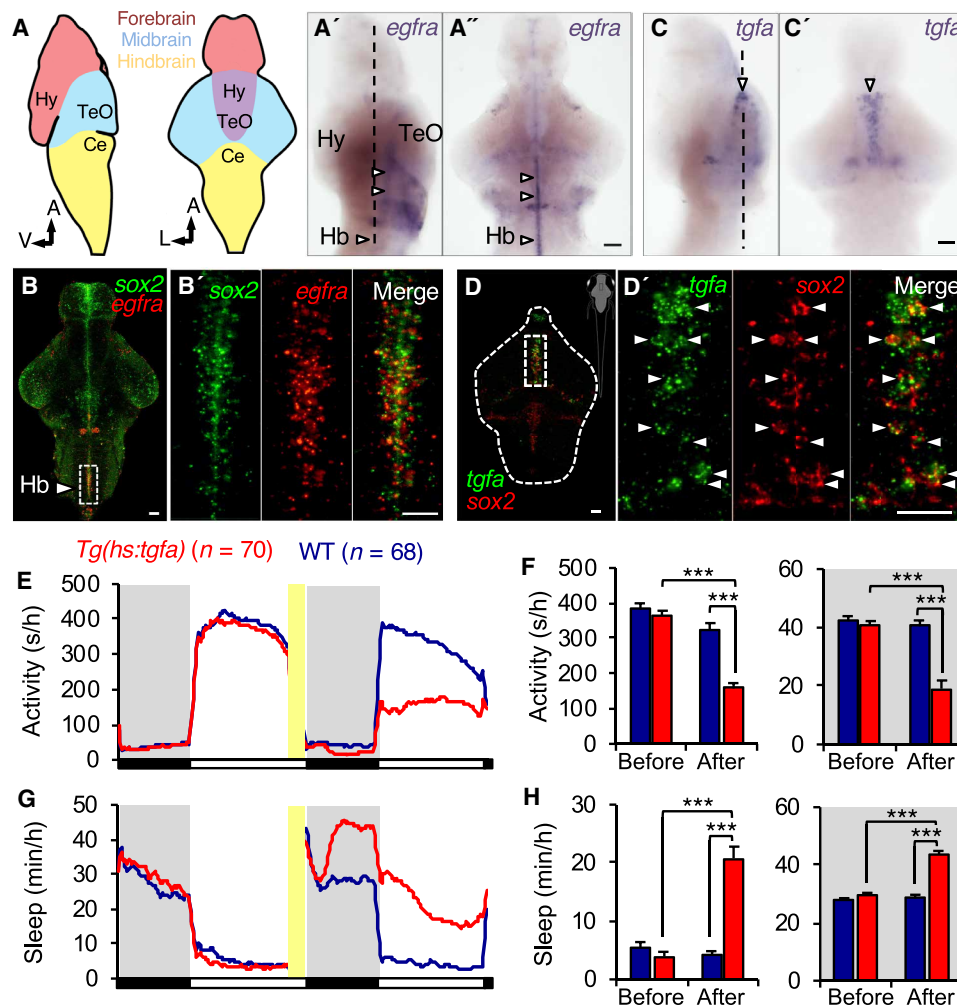 A
Forebrain
Midbrain
Hindbrain
Hy
TeO
Ce
A
V
Hy
TeO
Ce
A
L
A´
egfra
Hy
TeO
Hb
A´´
egfra
Hb
C
tgfa
C´
tgfa
B
sox2
egfra
Hb
B´
sox2
egfra
Merge
D
tgfa
sox2
D´
tgfa
sox2
Merge
Tg(hs:tgfa) (n = 70)
WT (n = 68)
E
Activity (s/h)
500
400
300
200
100
0
F
Activity (s/h)
500
400
300
200
100
0
***
***
Before
After
60
40
20
0
***
***
Before
After
G
Sleep (min/h)
50
40
30
20
10
0
H
Sleep (min/h)
30
20
10
0
***
***
Before
After
60
40
20
0
***
***
Before
After